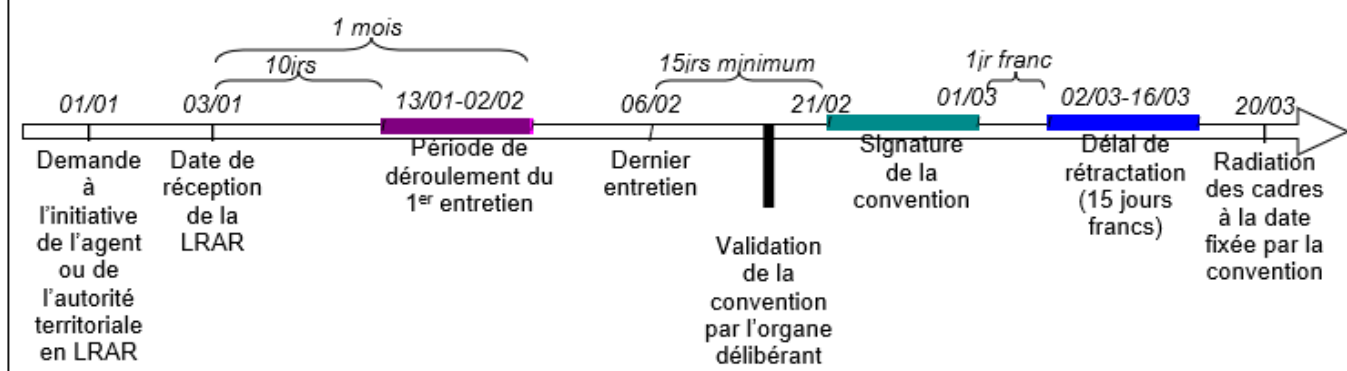 1 mois
10jrs
15jrs minimum
1jr franc
01/01
03/01
13/01-02/02
06/02
21/02
01/03
02/03-16/03
20/03
Demande
à
l'initiative
de l'agent
ou de
l'autorité
territoriale
en LRAR
Date de
réception
de la
LRAR
Période de
déroulement du
1er entretien
Dernier
entretien
Validation
de la
convention
par l'organe
délibérant
Signature
de la
convention
Délai de
rétractation
(15 jours
francs)
Radiation
des cadres
à la date
fixée par la
convention